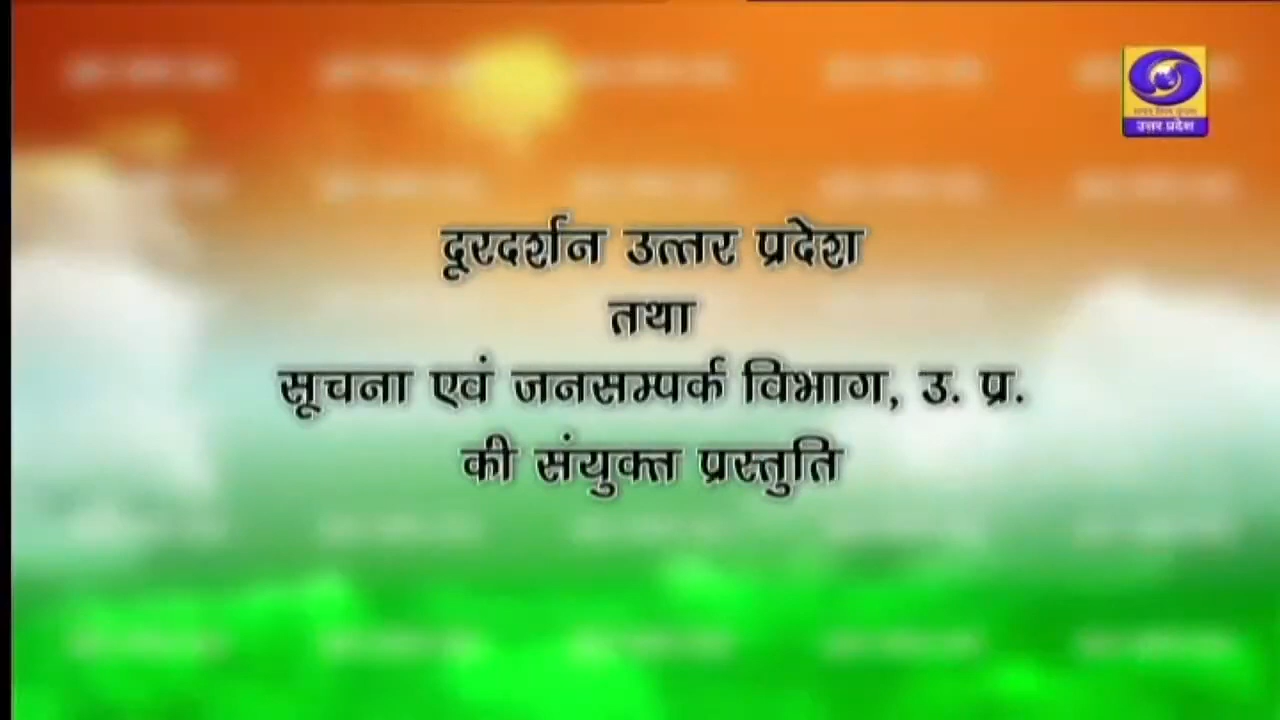 उत्तर प्रदेश
दूरदर्शन उत्तर प्रदेश
तथा
सूचना एवं जनसम्पर्क विभाग, उ. प्र.
की संयुक्त प्रस्तुति